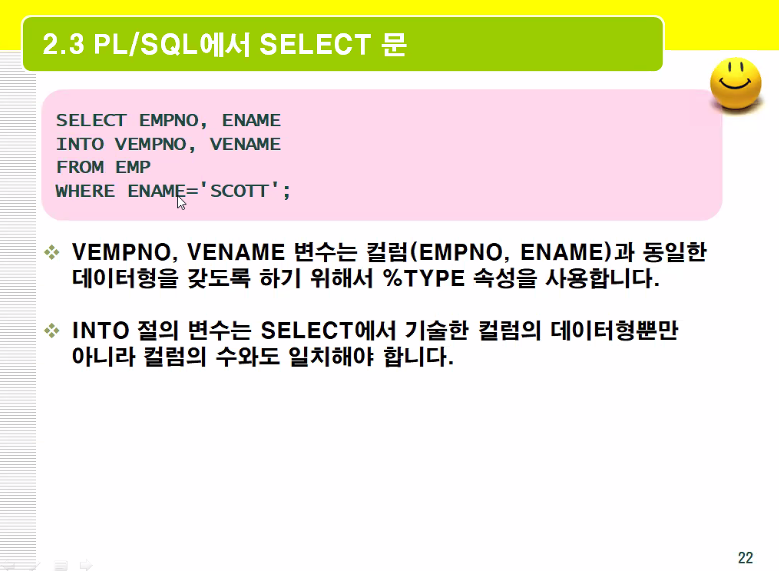 2.3 PL/SQL에서 SELECT 문
SELECT EMPNO, ENAME
INTO VEMPNO, VENAME
FROM EMP
WHERE ENAME='SCOTT';
VEMPNO, VENAME 변수는 컬럼(EMPNO, ENAME)과 동일한
데이터형을 갖도록 하기 위해서 %TYPE 속성을 사용합니다.
INTO 절의 변수는 SELECT에서 기술한 컬럼의 데이터형뿐만
아니라 컬럼의 수와도 일치해야 합니다.
22